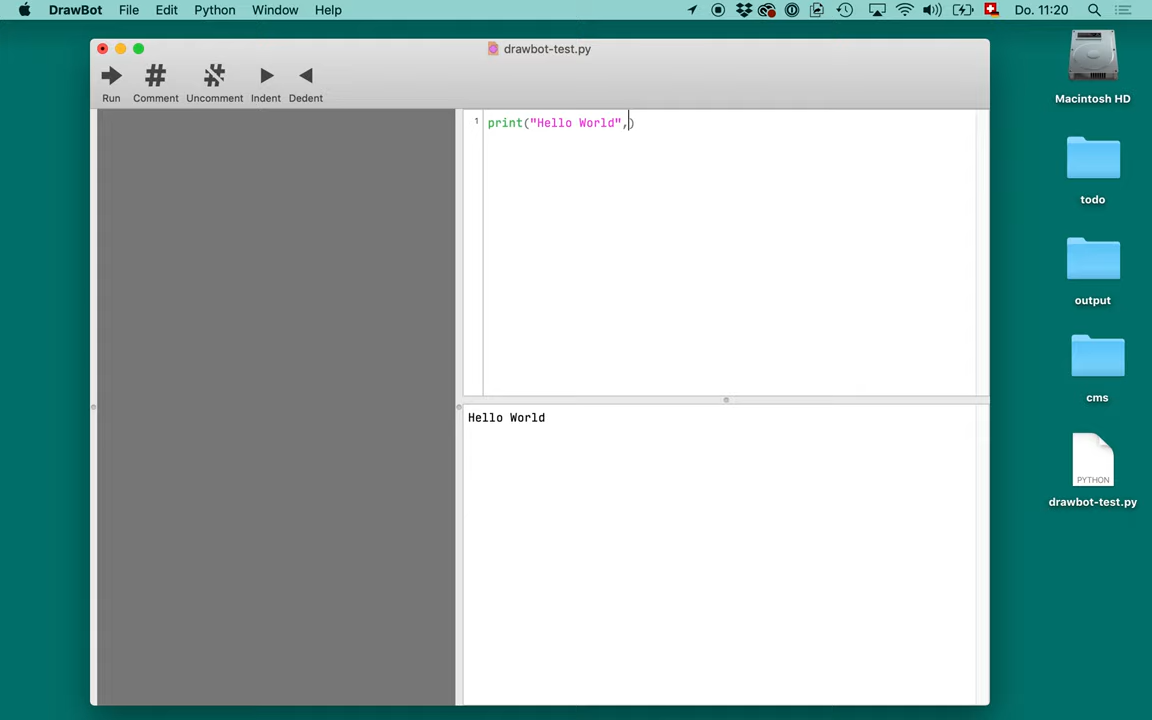 DrawBot File Edit Python Window Help Do. 11:20
drawbot-test.py
Run Comment Uncomment Indent Dedent
1 print("Hello World",)
Hello World
Macintosh HD
todo
output
cms
PYTHON
drawbot-test.py